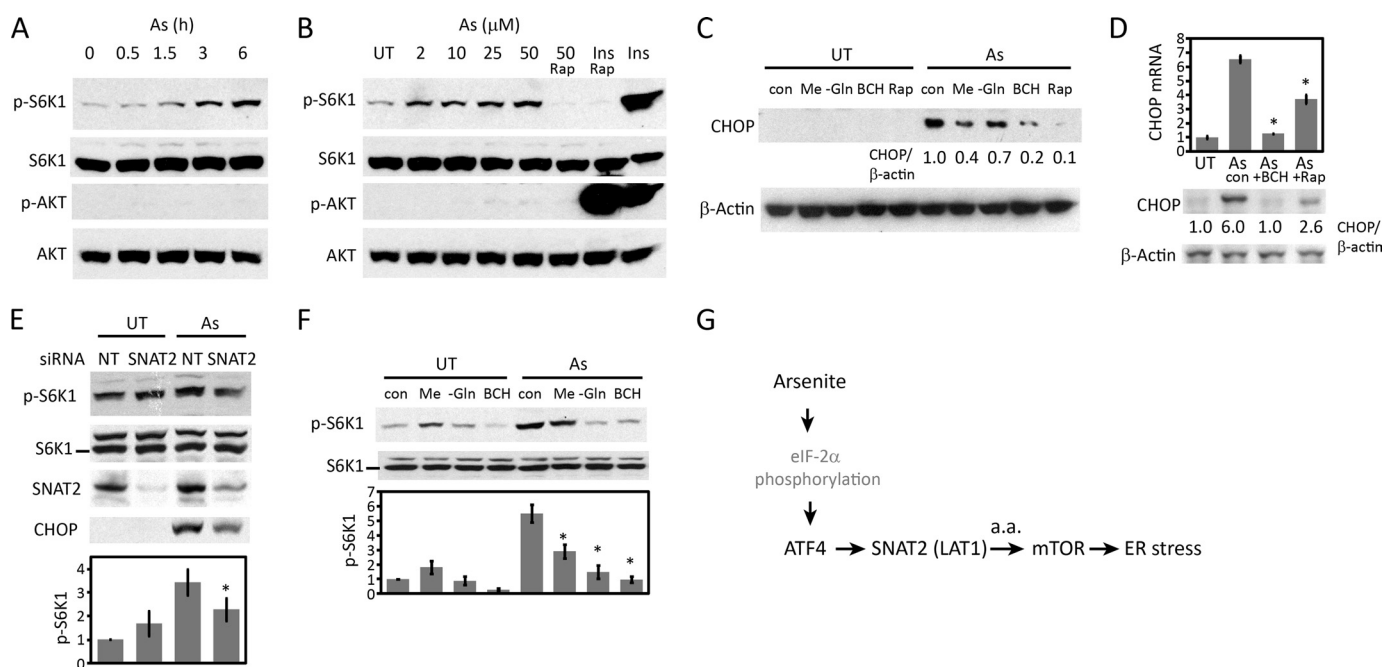 A
As (h)
0 0.5 1.5 3 6
p-S6K1
S6K1
p-AKT
AKT
B
As (μM)
UT 2 10 25 50 50 Ins Ins
Rap Rap
p-S6K1
S6K1
p-AKT
AKT
C
UT As
con Me -Gln BCH Rap con Me -Gln BCH Rap
CHOP
CHOP/ 1.0 0.4 0.7 0.2 0.1
β-actin
β-Actin
D
CHOP mRNA
8
7
6
5
4
3
2
1
0
* *
UT As As As
con +BCH +Rap
CHOP
1.0 6.0 1.0 2.6 CHOP/
β-actin
β-Actin
E
UT As
siRNA NT SNAT2 NT SNAT2
p-S6K1
S6K1
SNAT2
CHOP
p-S6K1
4
3
2
1
0
*
F
UT As
con Me -Gln BCH con Me -Gln BCH
p-S6K1
S6K1
p-S6K1
7
6
5
4
3
2
1
0
* * *
G
Arsenite
eIF-2α
phosphorylation
a.a.
ATF4 SNAT2 (LAT1) mTOR ER stress